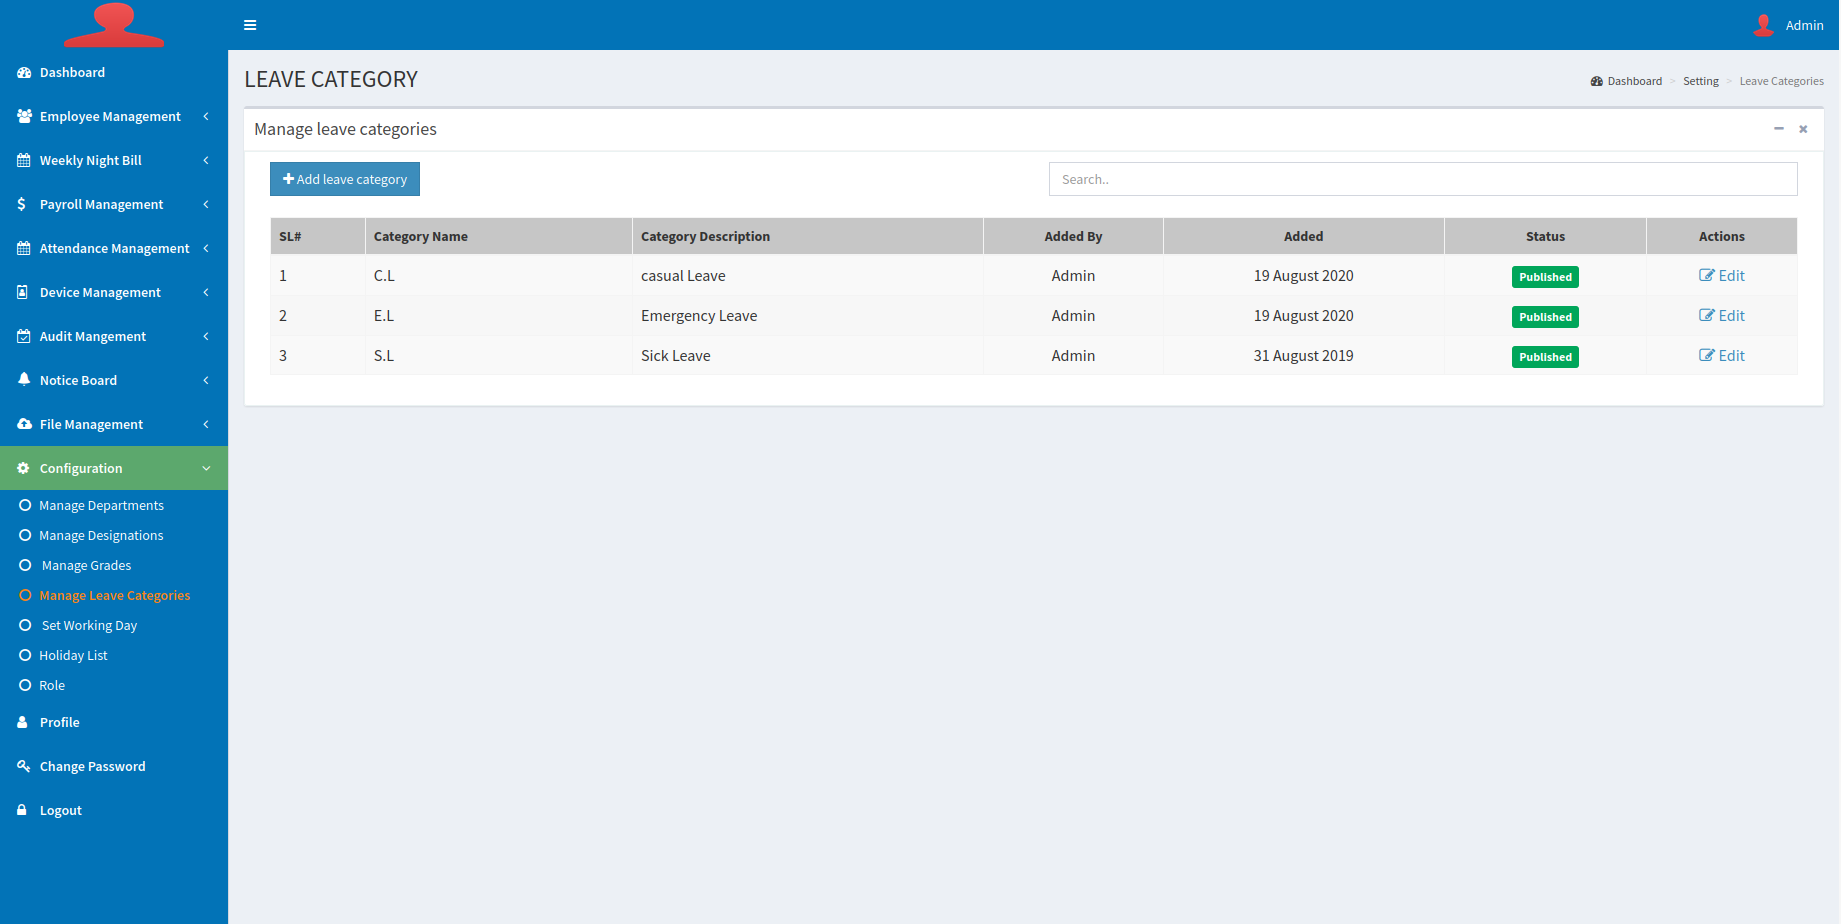 Admin
Dashboard
Employee Management
Weekly Night Bill
Payroll Management
Attendance Management
Device Management
Audit Mangement
Notice Board
File Management
Configuration
Manage Departments
Manage Designations
Manage Grades
Manage Leave Categories
Set Working Day
Holiday List
Role
Profile
Change Password
Logout
LEAVE CATEGORY
Dashboard > Setting > Leave Categories
Manage leave categories
Add leave category
Search..
SL# Category Name Category Description Added By Added Status Actions
1 C.L casual Leave Admin 19 August 2020 Published Edit
2 E.L Emergency Leave Admin 19 August 2020 Published Edit
3 S.L Sick Leave Admin 31 August 2019 Published Edit